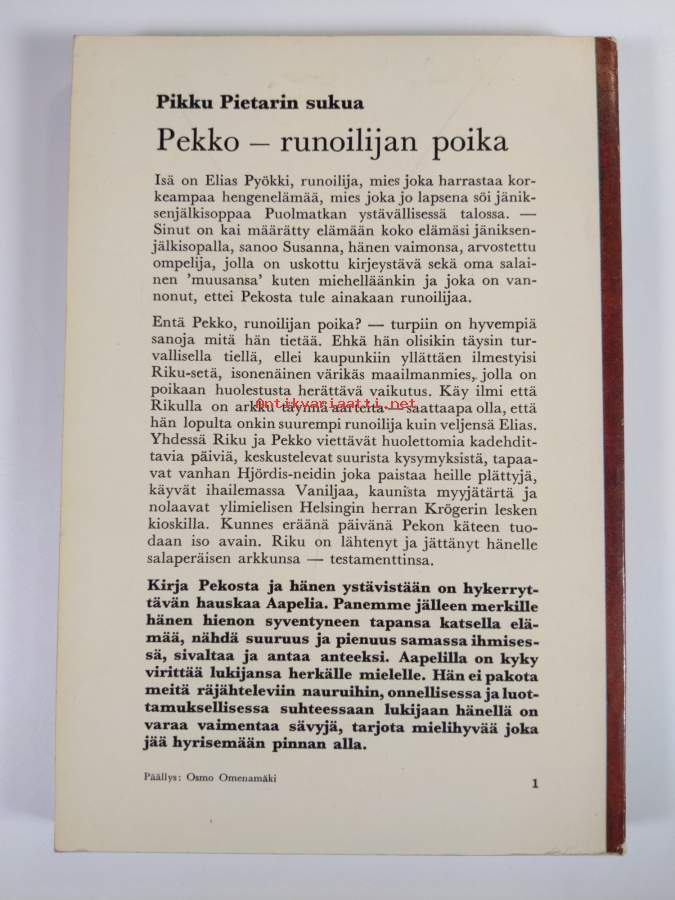 Pikku Pietarin sukua
Pekko – runoilijan poika
Isä on Elias Pyökki, runoilija, mies joka harrastaa kor-
keampaa hengenelämää, mies joka jo lapsena söi jänik-
senjälkisoppaa Puolmatkan ystävällisessä talossa. —
Sinut on kai määrätty elämään koko elämäsi jäniksen-
jälkisopalla, sanoo Susanna, hänen vaimonsa, arvostettu
ompelija, jolla on uskottu kirjeystävä sekä oma salai-
nen 'muusansa' kuten miehelläänkin ja joka on van-
nonut, ettei Pekosta tule ainakaan runoilijaa.
Entä Pekko, runoilijan poika? — turpiin on hyvempiä
sanoja mitä hän tietää. Ehkä hän olisikin täysin tur-
vallisella tiellä, ellei kaupunkiin yllättäen ilmestyisi
Riku-setä, isonenäinen värikäs maailmanmies, jolla on
poikaan huolestusta herättävä vaikutus. Käy ilmi että
Rikulla on arkku täynnä aarteita — saattaapa olla, että
Antikvariaatti.net
hän lopulta onkin suurempi runoilija kuin veljensä Elias.
Yhdessä Riku ja Pekko viettävät huolettomia kadehdit-
tavia päiviä, keskustelevat suurista kysymyksistä, tapaa-
vat vanhan Hjördis-neidin joka paistaa heille plättyjä,
käyvät ihailemassa Vaniljaa, kaunista myyjätärtä ja
nolaavat ylimielisen Helsingin herran Krögerin lesken
kioskilla. Kunnes eräänä päivänä Pekon käteen tuo-
daan iso avain. Riku on lähtenyt ja jättänyt hänelle
salaperäisen arkkunsa — testamenttinsa.
Kirja Pekosta ja hänen ystävistään on hykerryt-
tävän hauskaa Aapelia. Panemme jälleen merkille
hänen hienon syventyneen tapansa katsella elä-
mää, nähdä suuruus ja pienuus samassa ihmises-
sä, sivaltaa ja antaa anteeksi. Aapelilla on kyky
virittää lukijansa herkälle mielelle. Hän ei pakota
meitä räjähteleviin nauruihin, onnellisessa ja luot-
tamuksellisessa suhteessaan lukijaan hänellä on
varaa vaimentaa sävyjä, tarjota mielihyvää joka
jää hyrisemään pinnan alla.
Päällys: Osmo Omenamäki
1